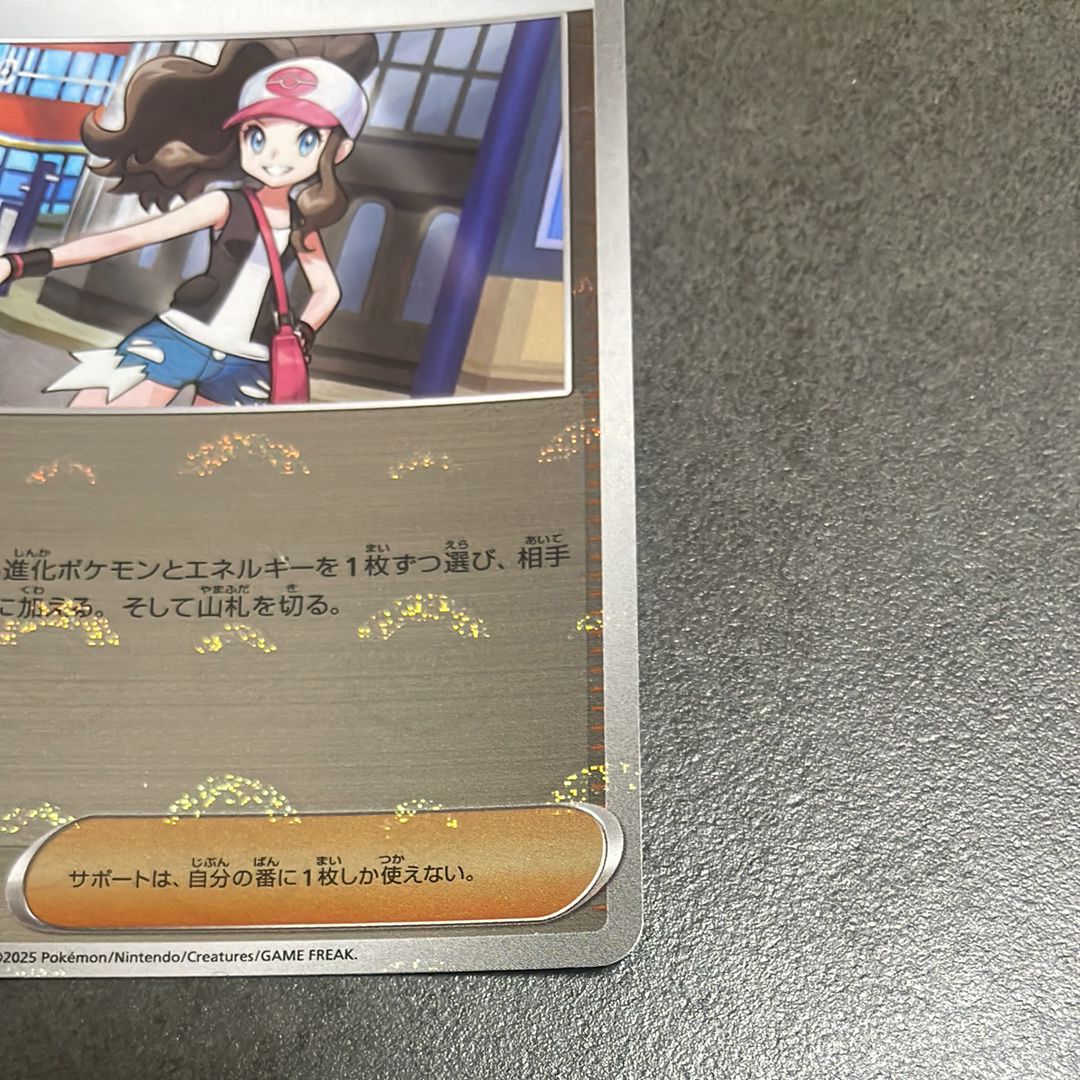 進化ポケモンとエネルギーを1枚ずつ選び、相手
に加える。そして山札を切る。
サポートは、自分の番に1枚しか使えない。
©2025 Pokémon/Nintendo/Creatures/GAME FREAK.